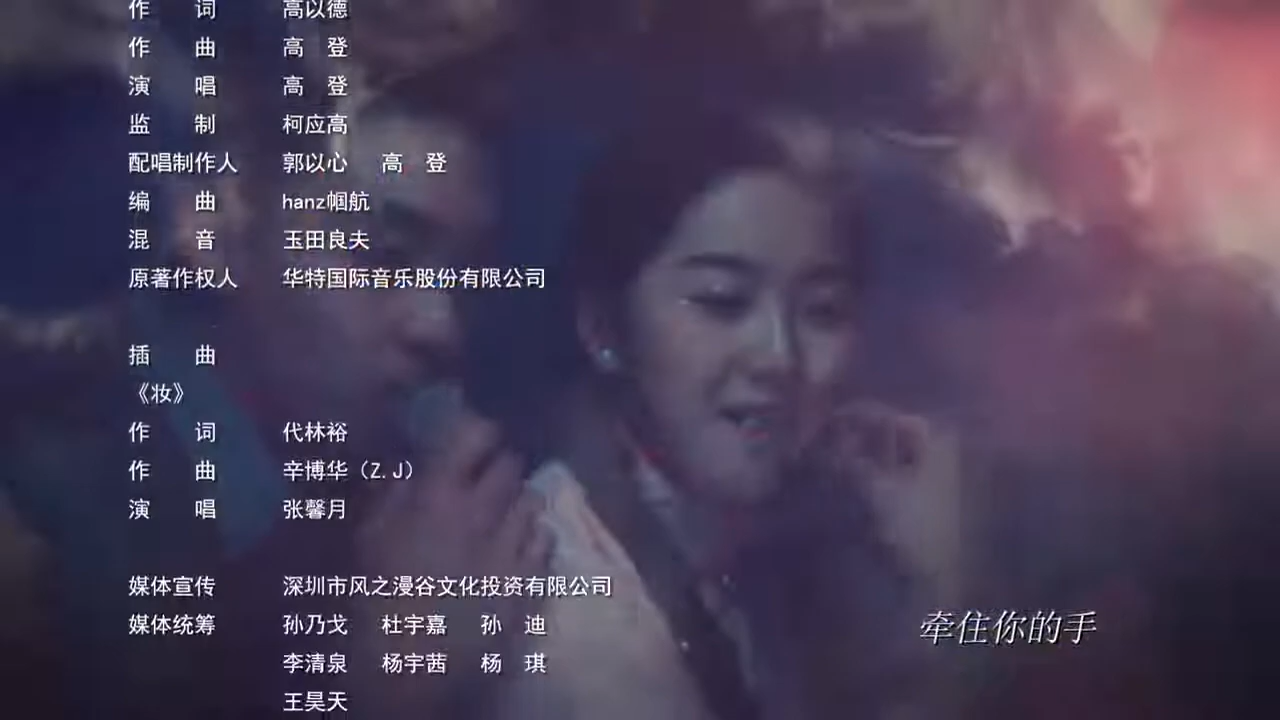 作 词 高以德
作 曲 高 登
演 唱 高 登
监 制 柯应高
配唱制作人 郭以心 高 登
编 曲 hanz帼航
混 音 玉田良夫
原著作权人 华特国际音乐股份有限公司
插 曲
《妆》
作 词 代林裕
作 曲 辛博华（Z.J）
演 唱 张馨月
媒体宣传 深圳市风之漫谷文化投资有限公司
媒体统筹 孙乃戈 杜宇嘉 孙 迪
牵住你的手
李清泉 杨宇茜 杨 琪
王昊天